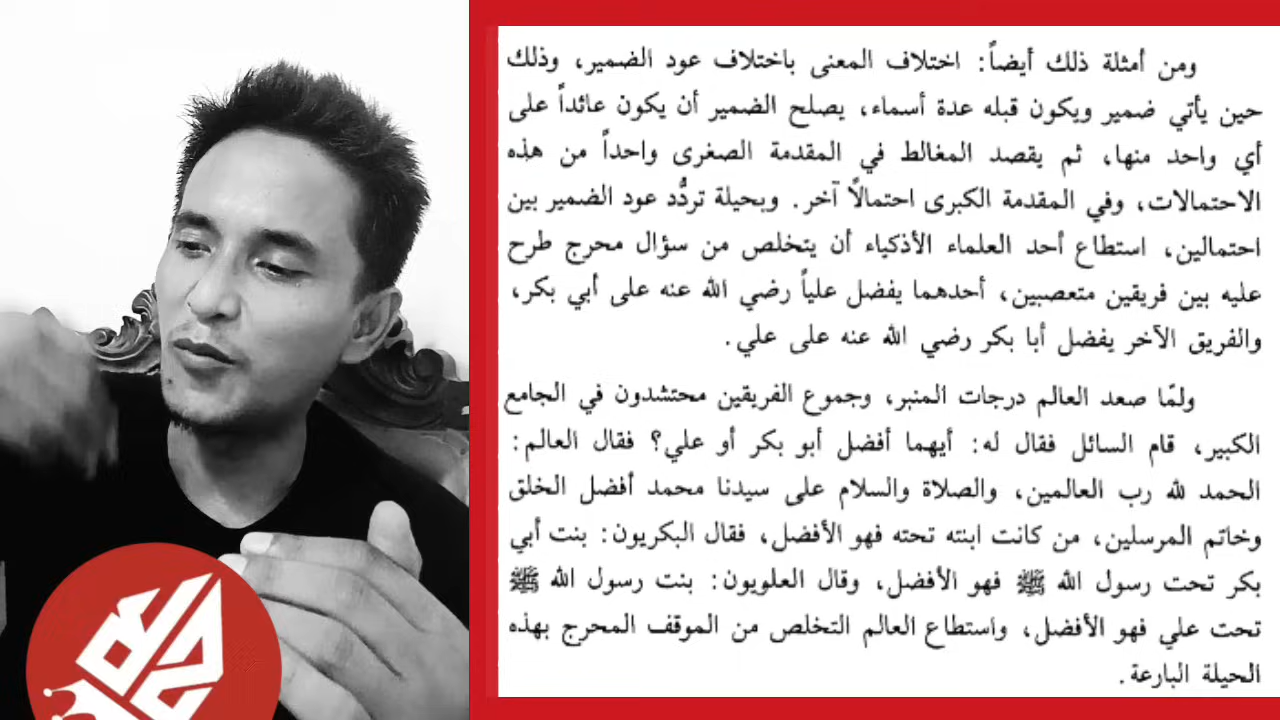 ومن أمثلة ذلك أيضاً: اختلاف المعنى باختلاف عود الضمير، وذلك
حين يأتي ضمير ويكون قبله عدة أسماء، يصلح الضمير أن يكون عائداً على
أي واحد منها، ثم يقصد المغالط في المقدمة الصغرى واحداً من هذه
الاحتمالات، وفي المقدمة الكبرى احتمالًا آخر. وبحيلة تردُّد عود الضمير بين
احتمالين، استطاع أحد العلماء الأذكياء أن يتخلص من سؤال محرج طرح
عليه بين فريقين متعصبين، أحدهما يفضل علياً رضي الله عنه على أبي بكر،
والفريق الآخر يفضل أبا بكر رضي الله عنه على علي.
ولمّا صعد العالم درجات المنبر، وجموع الفريقين محتشدون في الجامع
الكبير، قام السائل فقال له: أيهما أفضل أبو بكر أو علي؟ فقال العالم:
الحمد لله رب العالمين، والصلاة والسلام على سيدنا محمد أفضل الخلق
وخاتم المرسلين، من كانت ابنته تحته فهو الأفضل، فقال البكريون: بنت أبي
بكر تحت رسول الله ﷺ فهو الأفضل، وقال العلويون: بنت رسول الله ﷺ
تحت علي فهو الأفضل، واستطاع العالم التخلص من الموقف المحرج بهذه
الحيلة البارعة.